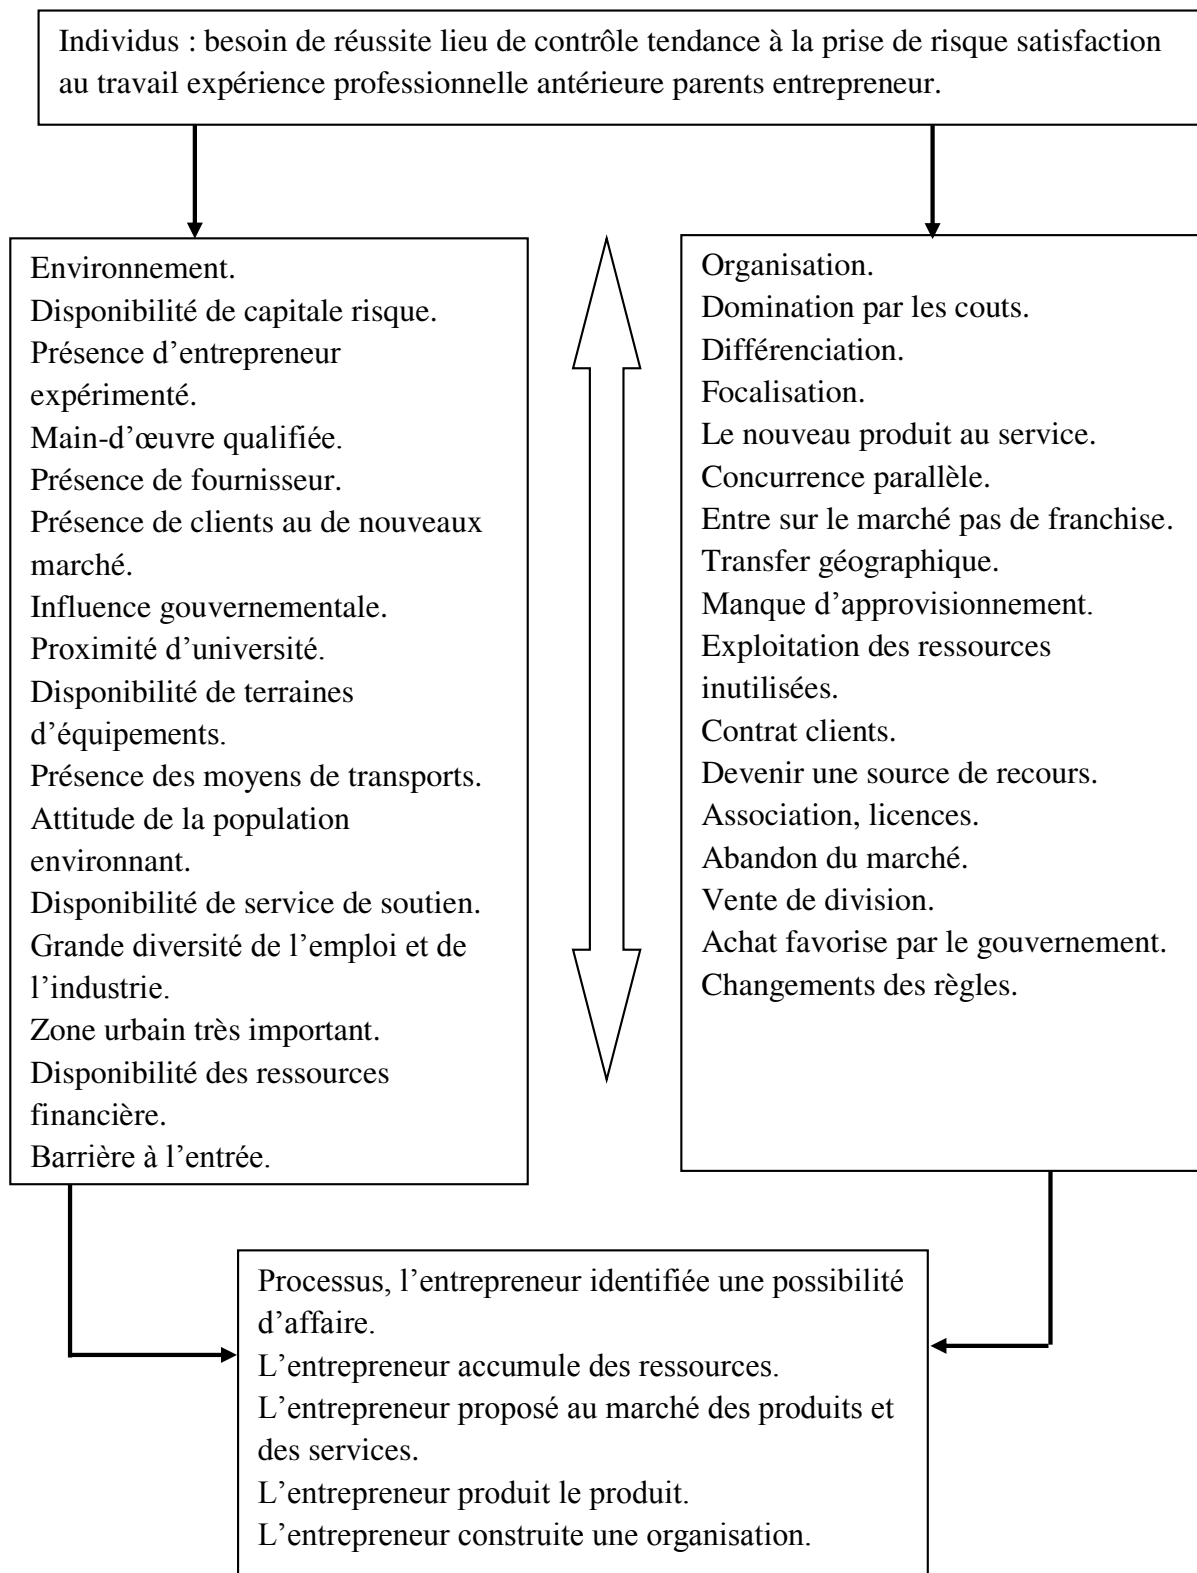 Individus : besoin de réussite lieu de contrôle tendance à la prise de risque satisfaction
au travail expérience professionnelle antérieure parents entrepreneur.
Environnement.
Disponibilité de capitale risque.
Présence d’entrepreneur
expérimenté.
Main-d’œuvre qualifiée.
Présence de fournisseur.
Présence de clients au de nouveaux
marché.
Influence gouvernementale.
Proximité d’université.
Disponibilité de terraines
d’équipements.
Présence des moyens de transports.
Attitude de la population
environnant.
Disponibilité de service de soutien.
Grande diversité de l’emploi et de
l’industrie.
Zone urbain très important.
Disponibilité des ressources
financière.
Barrière à l’entrée.
Organisation.
Domination par les couts.
Différenciation.
Focalisation.
Le nouveau produit au service.
Concurrence parallèle.
Entre sur le marché pas de franchise.
Transfer géographique.
Manque d’approvisionnement.
Exploitation des ressources
inutilisées.
Contrat clients.
Devenir une source de recours.
Association, licences.
Abandon du marché.
Vente de division.
Achat favorise par le gouvernement.
Changements des règles.
Processus, l’entrepreneur identifiée une possibilité
d’affaire.
L’entrepreneur accumule des ressources.
L’entrepreneur proposé au marché des produits et
des services.
L’entrepreneur produit le produit.
L’entrepreneur construite une organisation.